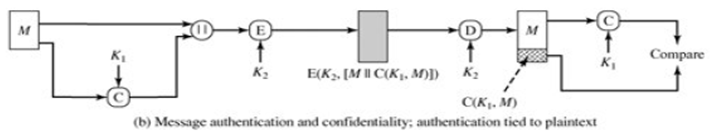 M
K₁
C
||
E
K₂
E(K₂, [M || C(K₁, M)])
D
K₂
M
C(K₁, M)
C
K₁
Compare
(b) Message authentication and confidentiality; authentication tied to plaintext